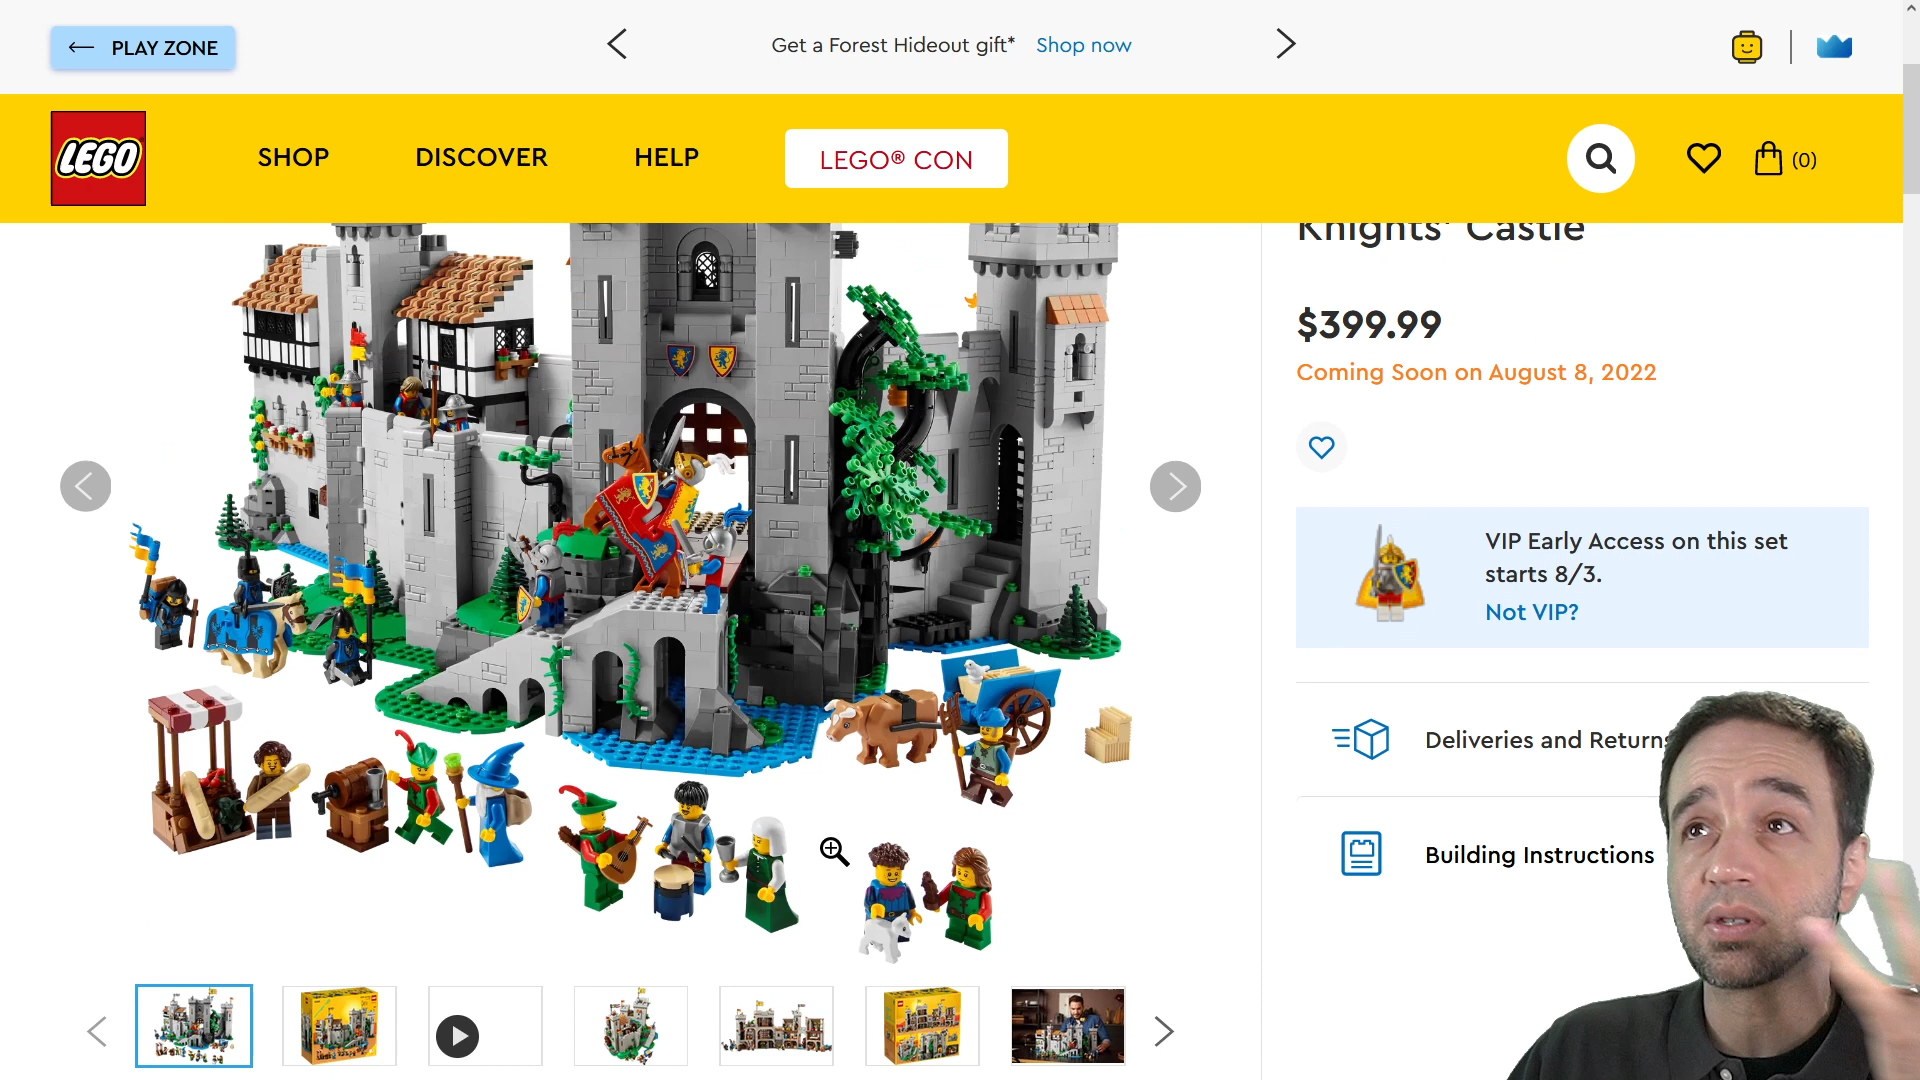 PLAY ZONE
Get a Forest Hideout gift* Shop now
LEGO
SHOP DISCOVER HELP LEGO® CON (0)
Knights' Castle
$399.99
Coming Soon on August 8, 2022
VIP Early Access on this set
starts 8/3.
Not VIP?
Deliveries and Returns
Building Instructions